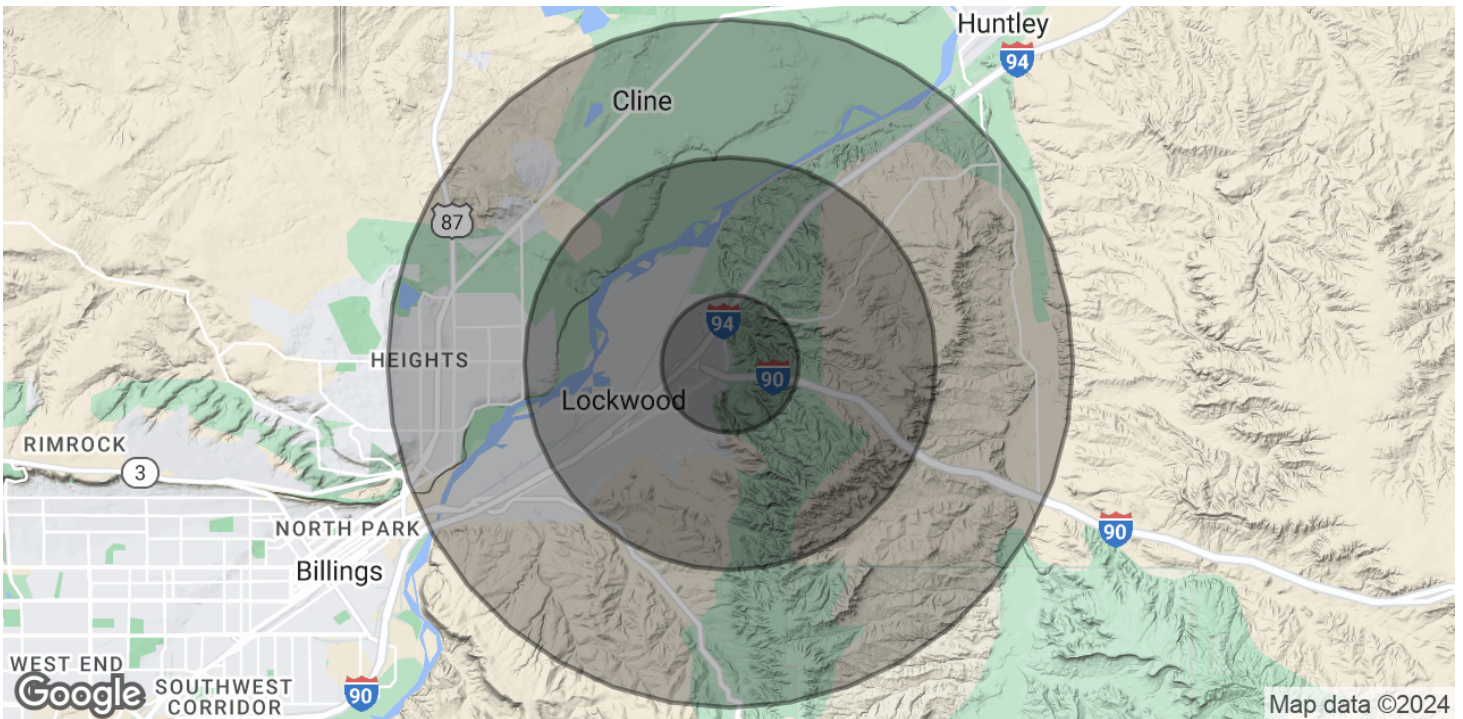 Huntley
94
Cline
87
94
HEIGHTS
90
Lockwood
RIMROCK
3
NORTH PARK
90
Billings
WEST END
Google
SOUTHWEST
CORRIDOR
90
Map data ©2024